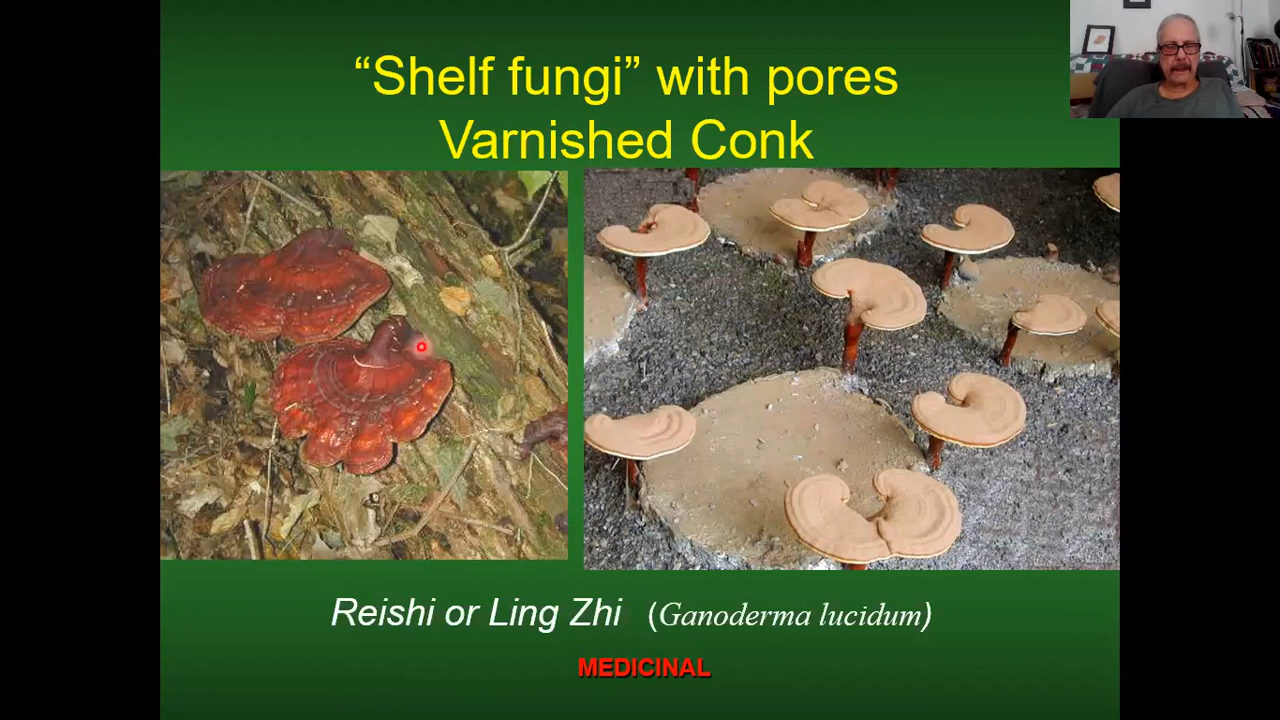 “Shelf fungi” with pores
Varnished Conk
Reishi or Ling Zhi (Ganoderma lucidum)
MEDICINAL